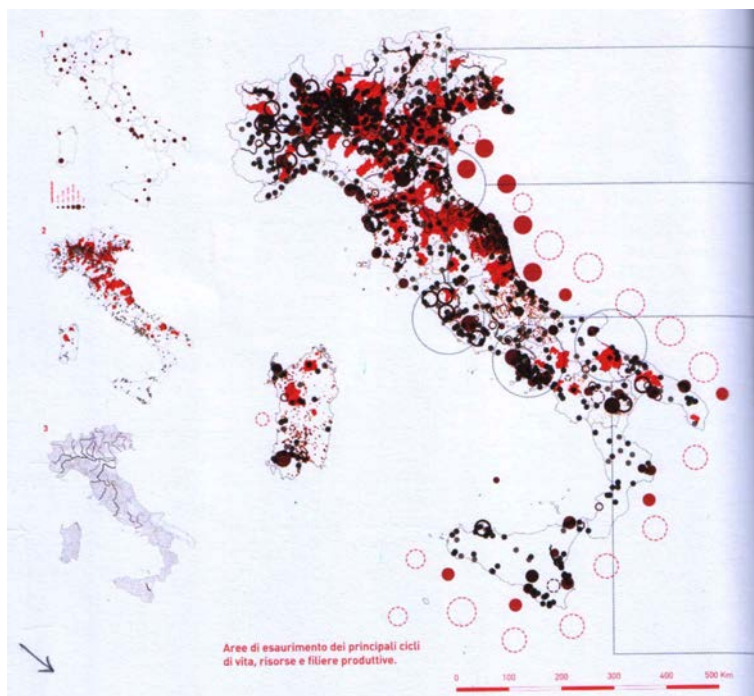 1
2
3
Aree di esaurimento dei principali cicli
di vita, risorse e filiere produttive.
0 100 200 300 400 500 Km.